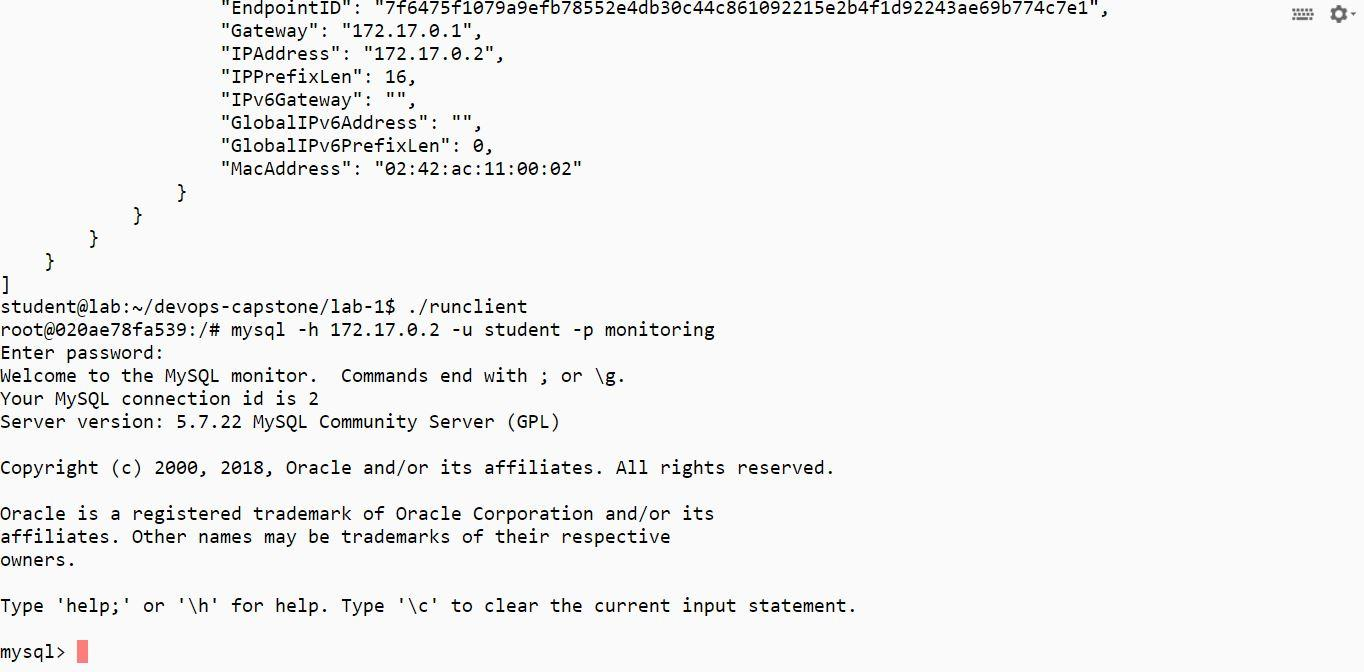 "EndpointID": "7f6475f1079a9efb78552e4db30c44c861092215e2b4f1d92243ae69b774c7e1",
"Gateway": "172.17.0.1",
"IPAddress": "172.17.0.2",
"IPPrefixLen": 16,
"IPv6Gateway": "",
"GlobalIPv6Address": "",
"GlobalIPv6PrefixLen": 0,
"MacAddress": "02:42:ac:11:00:02"
}
}
}
}
]
student@lab:~/devops-capstone/lab-1$ ./runclient
root@020ae78fa539:/# mysql -h 172.17.0.2 -u student -p monitoring
Enter password:
Welcome to the MySQL monitor.  Commands end with ; or \g.
Your MySQL connection id is 2
Server version: 5.7.22 MySQL Community Server (GPL)
Copyright (c) 2000, 2018, Oracle and/or its affiliates. All rights reserved.
Oracle is a registered trademark of Oracle Corporation and/or its
affiliates. Other names may be trademarks of their respective
owners.
Type 'help;' or '\h' for help. Type '\c' to clear the current input statement.
mysql>